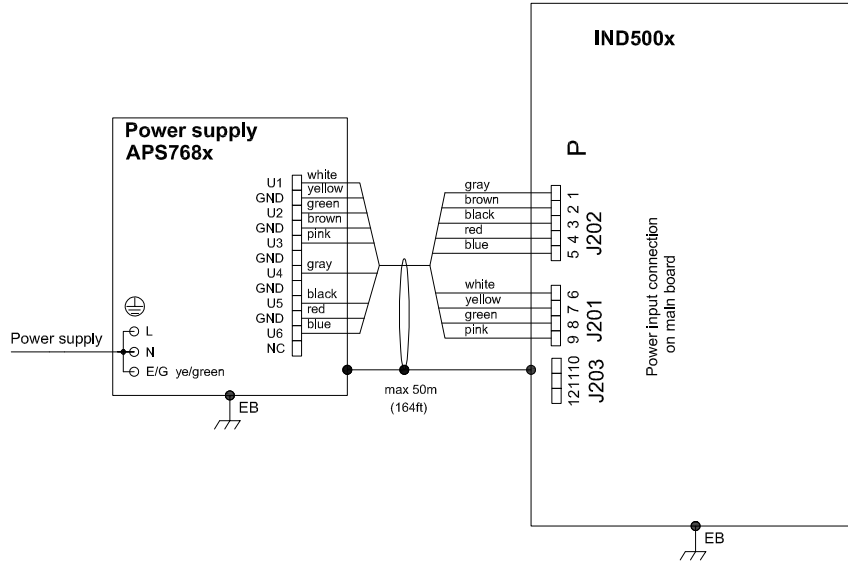 IND500x
Power supply
APS768x
U1 white
GND yellow
U2 green
GND brown
U3 pink
GND
U4 gray
GND
U5 black
GND red
U6 blue
NC
L
N
E/G ye/green
Power supply
EB
max 50m
(164ft)
P
gray 1
brown 2
black 3
red 4
blue 5
J202
white 6
yellow 7
green 8
pink 9
J201
10
11
12
J203
Power input connection
on main board
EB